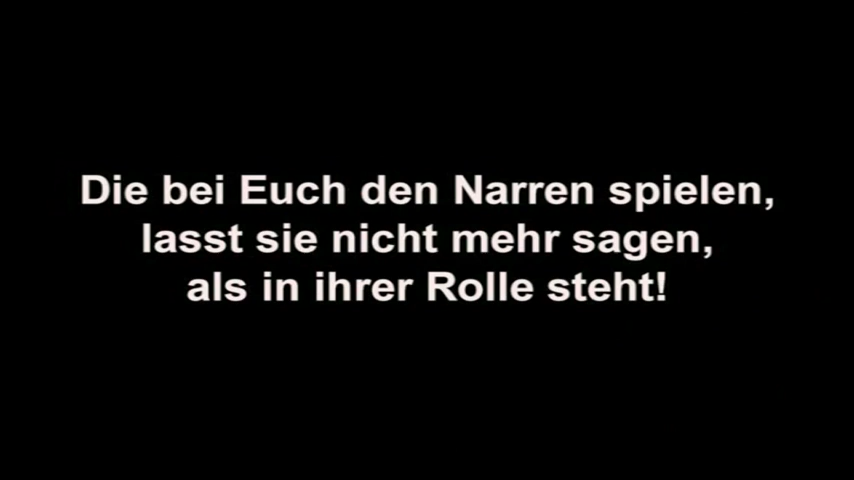 Die bei Euch den Narren spielen,
lasst sie nicht mehr sagen,
als in ihrer Rolle steht!